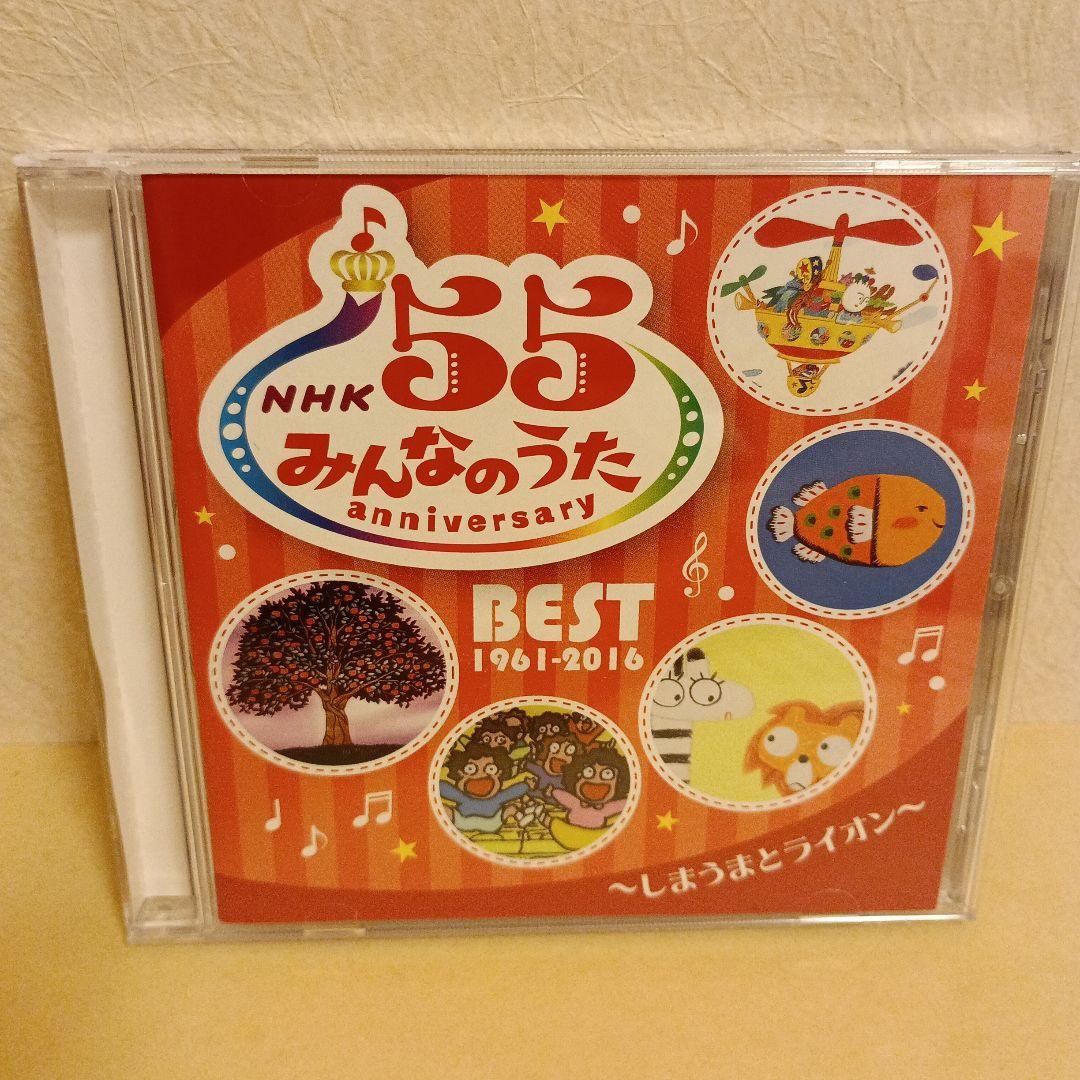 55
NHK
みんなのうた
anniversary
BEST
1961-2016
～しまうまとライオン～